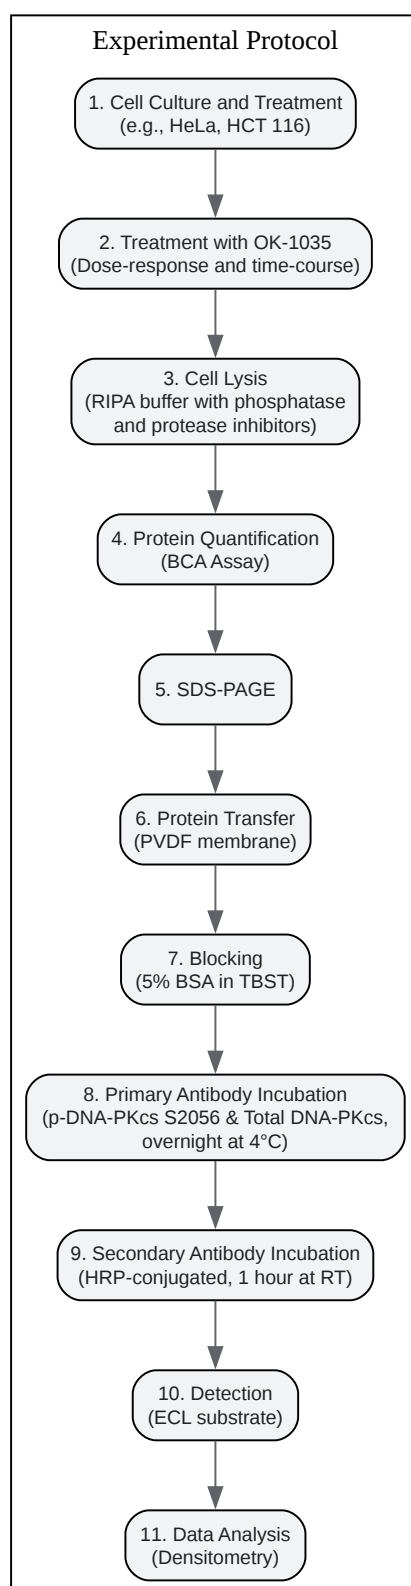 Experimental Protocol
1. Cell Culture and Treatment
(e.g., HeLa, HCT 116)
2. Treatment with OK-1035
(Dose-response and time-course)
3. Cell Lysis
(RIPA buffer with phosphatase
and protease inhibitors)
4. Protein Quantification
(BCA Assay)
5. SDS-PAGE
6. Protein Transfer
(PVDF membrane)
7. Blocking
(5% BSA in TBST)
8. Primary Antibody Incubation
(p-DNA-PKcs S2056 & Total DNA-PKcs,
overnight at 4°C)
9. Secondary Antibody Incubation
(HRP-conjugated, 1 hour at RT)
10. Detection
(ECL substrate)
11. Data Analysis
(Densitometry)